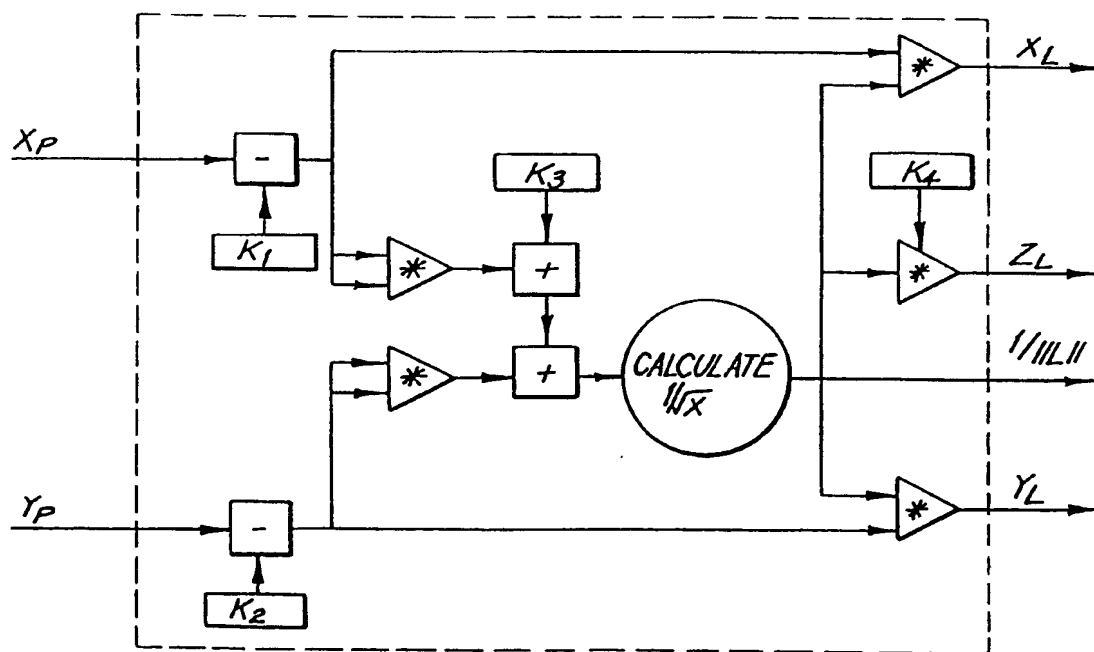 X_L
*
X_P
-
K_3
K_4
K_1
*
+
*
Z_L
1/||L||
*
+
CALCULATE
1/√X
Y_P
-
*
Y_L
K_2